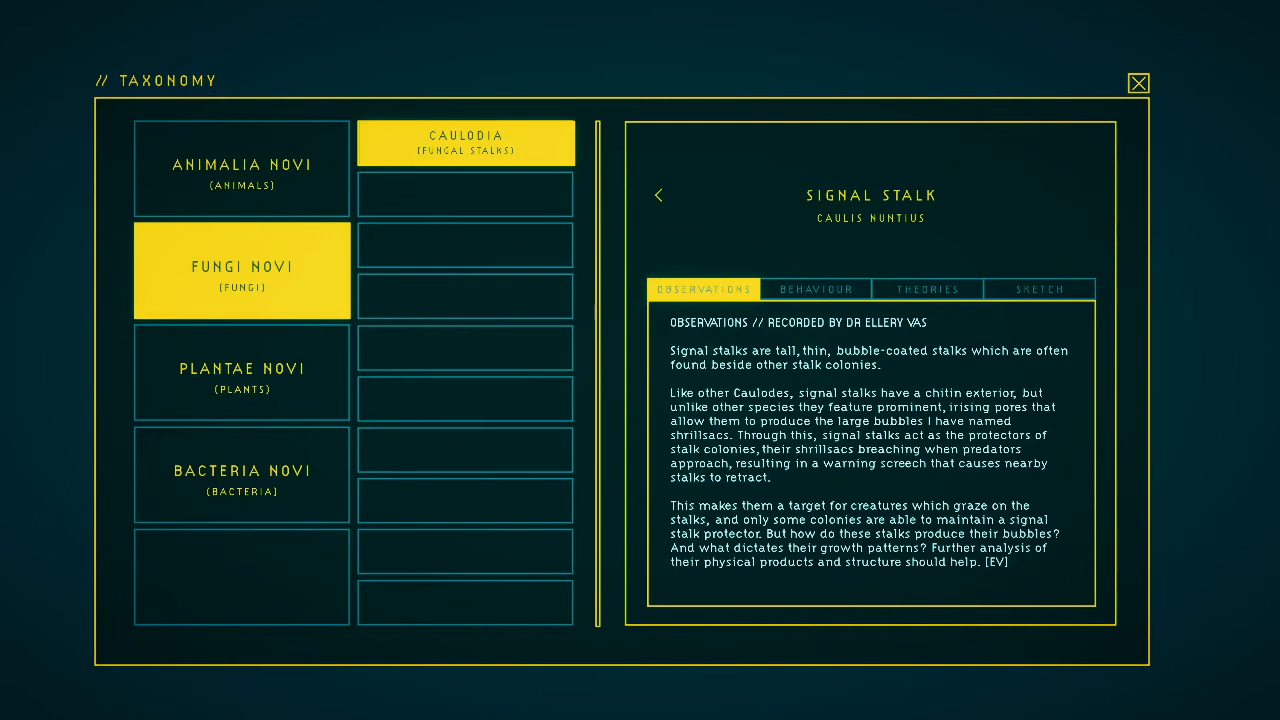 // TAXONOMY
ANIMALIA NOVI
(ANIMALS)
FUNGI NOVI
(FUNGI)
PLANTAE NOVI
(PLANTS)
BACTERIA NOVI
(BACTERIA)
CAULODIA
(FUNGAL STALKS)
SIGNAL STALK
CAULIS NUNTIUS
OBSERVATIONS BEHAVIOUR THEORIES SKETCH
OBSERVATIONS // RECORDED BY DR ELLERY VAS
Signal stalks are tall, thin, bubble-coated stalks which are often
found beside other stalk colonies.
Like other Caulodes, signal stalks have a chitin exterior, but
unlike other species they feature prominent, irising pores that
allow them to produce the large bubbles I have named
shrillsacs. Through this, signal stalks act as the protectors of
stalk colonies, their shrillsacs breaching when predators
approach, resulting in a warning screech that causes nearby
stalks to retract.
This makes them a target for creatures which graze on the
stalks, and only some colonies are able to maintain a signal
stalk protector. But how do these stalks produce their bubbles?
And what dictates their growth patterns? Further analysis of
their physical products and structure should help. [EV]